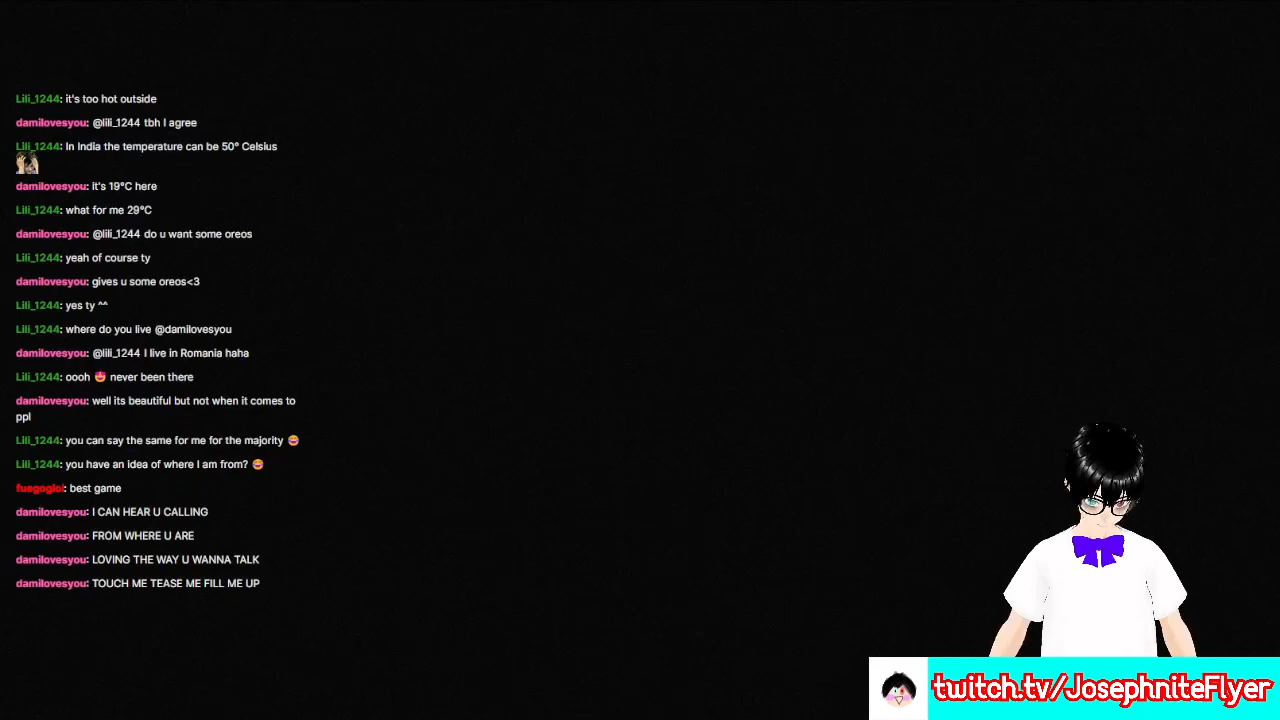 Lili_1244: it's too hot outside
damilovesyou: @lili_1244 tbh I agree
Lili_1244: In India the temperature can be 50° Celsius
damilovesyou: it's 19°C here
Lili_1244: what for me 29°C
damilovesyou: @lili_1244 do u want some oreos
Lili_1244: yeah of course ty
damilovesyou: gives u some oreos<3
Lili_1244: yes ty ^^
Lili_1244: where do you live @damilovesyou
damilovesyou: @lili_1244 I live in Romania haha
Lili_1244: oooh 😍 never been there
damilovesyou: well its beautiful but not when it comes to
ppl
Lili_1244: you can say the same for me for the majority 😂
Lili_1244: you have an idea of where I am from? 😂
fuegoglol: best game
damilovesyou: I CAN HEAR U CALLING
damilovesyou: FROM WHERE U ARE
damilovesyou: LOVING THE WAY U WANNA TALK
damilovesyou: TOUCH ME TEASE ME FILL ME UP
twitch.tv/JosephniteFlyer